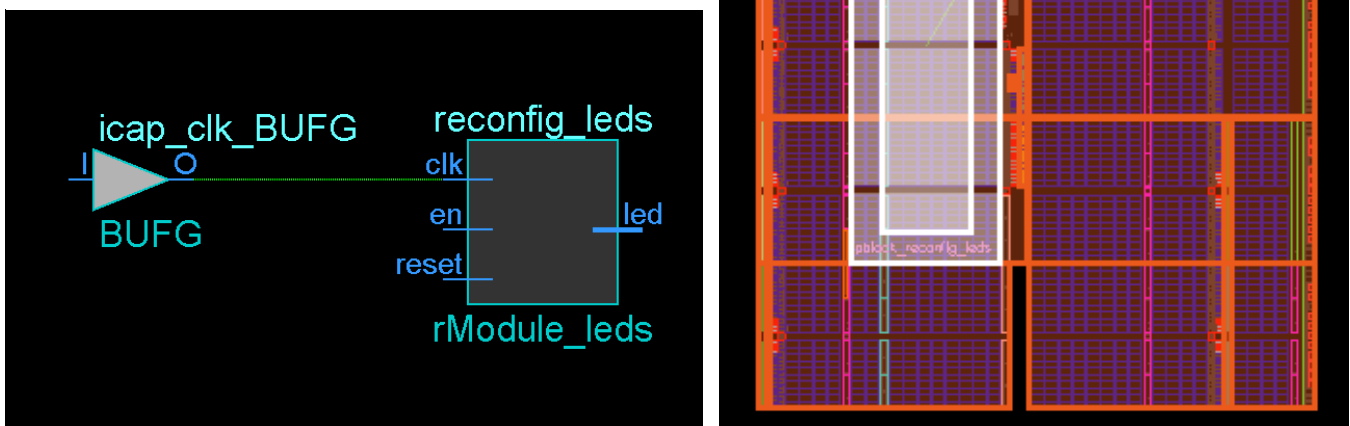 icap_clk_BUFG
reconfig_leds
I
O
clk
BUFG
en
led
reset
rModule_leds
pblock_reconfig_leds